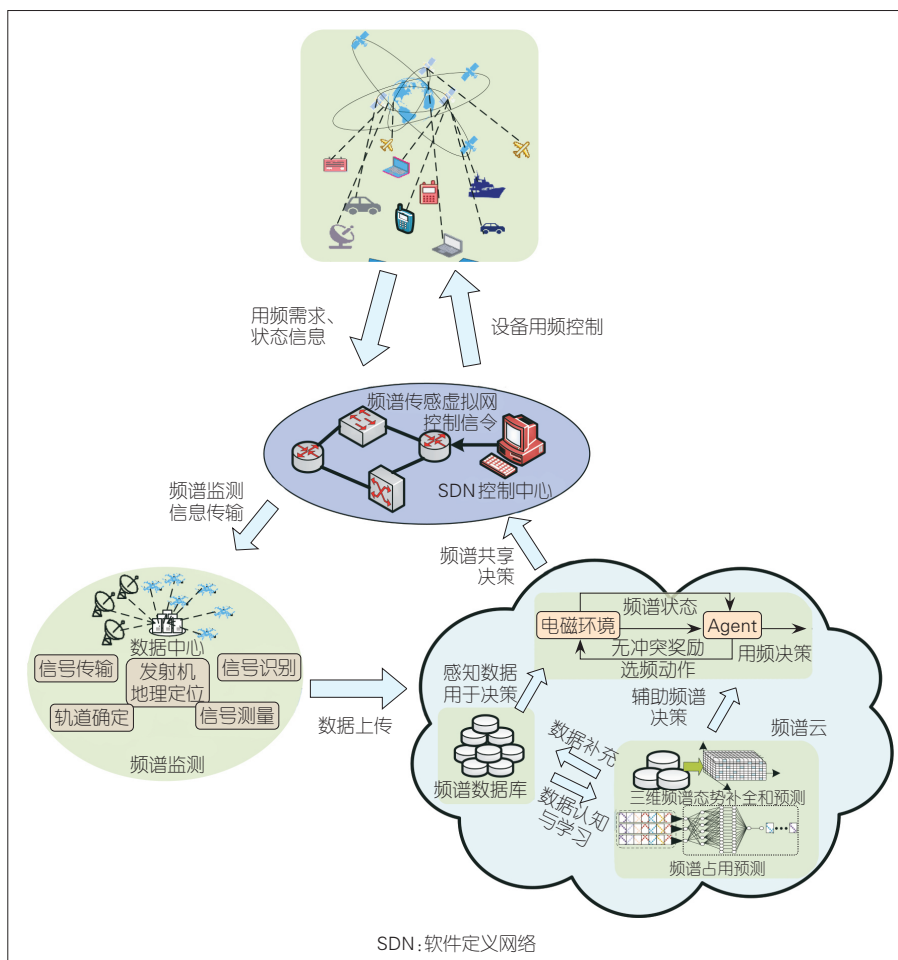 用频需求、
状态信息
设备用频控制
频谱传感虚拟网
控制信令
SDN控制中心
频谱监测
信息传输
频谱共享
决策
数据中心
信号传输
发射机
地理定位
信号识别
轨道确定
信号测量
频谱监测
数据上传
频谱状态
电磁环境
Agent
无冲突奖励
选频动作
用频决策
感知数据
用于决策
辅助频谱
决策
频谱云
频谱数据库
数据补充
数据认知
与学习
三维频谱态势补全和预测
频谱占用预测
SDN:软件定义网络